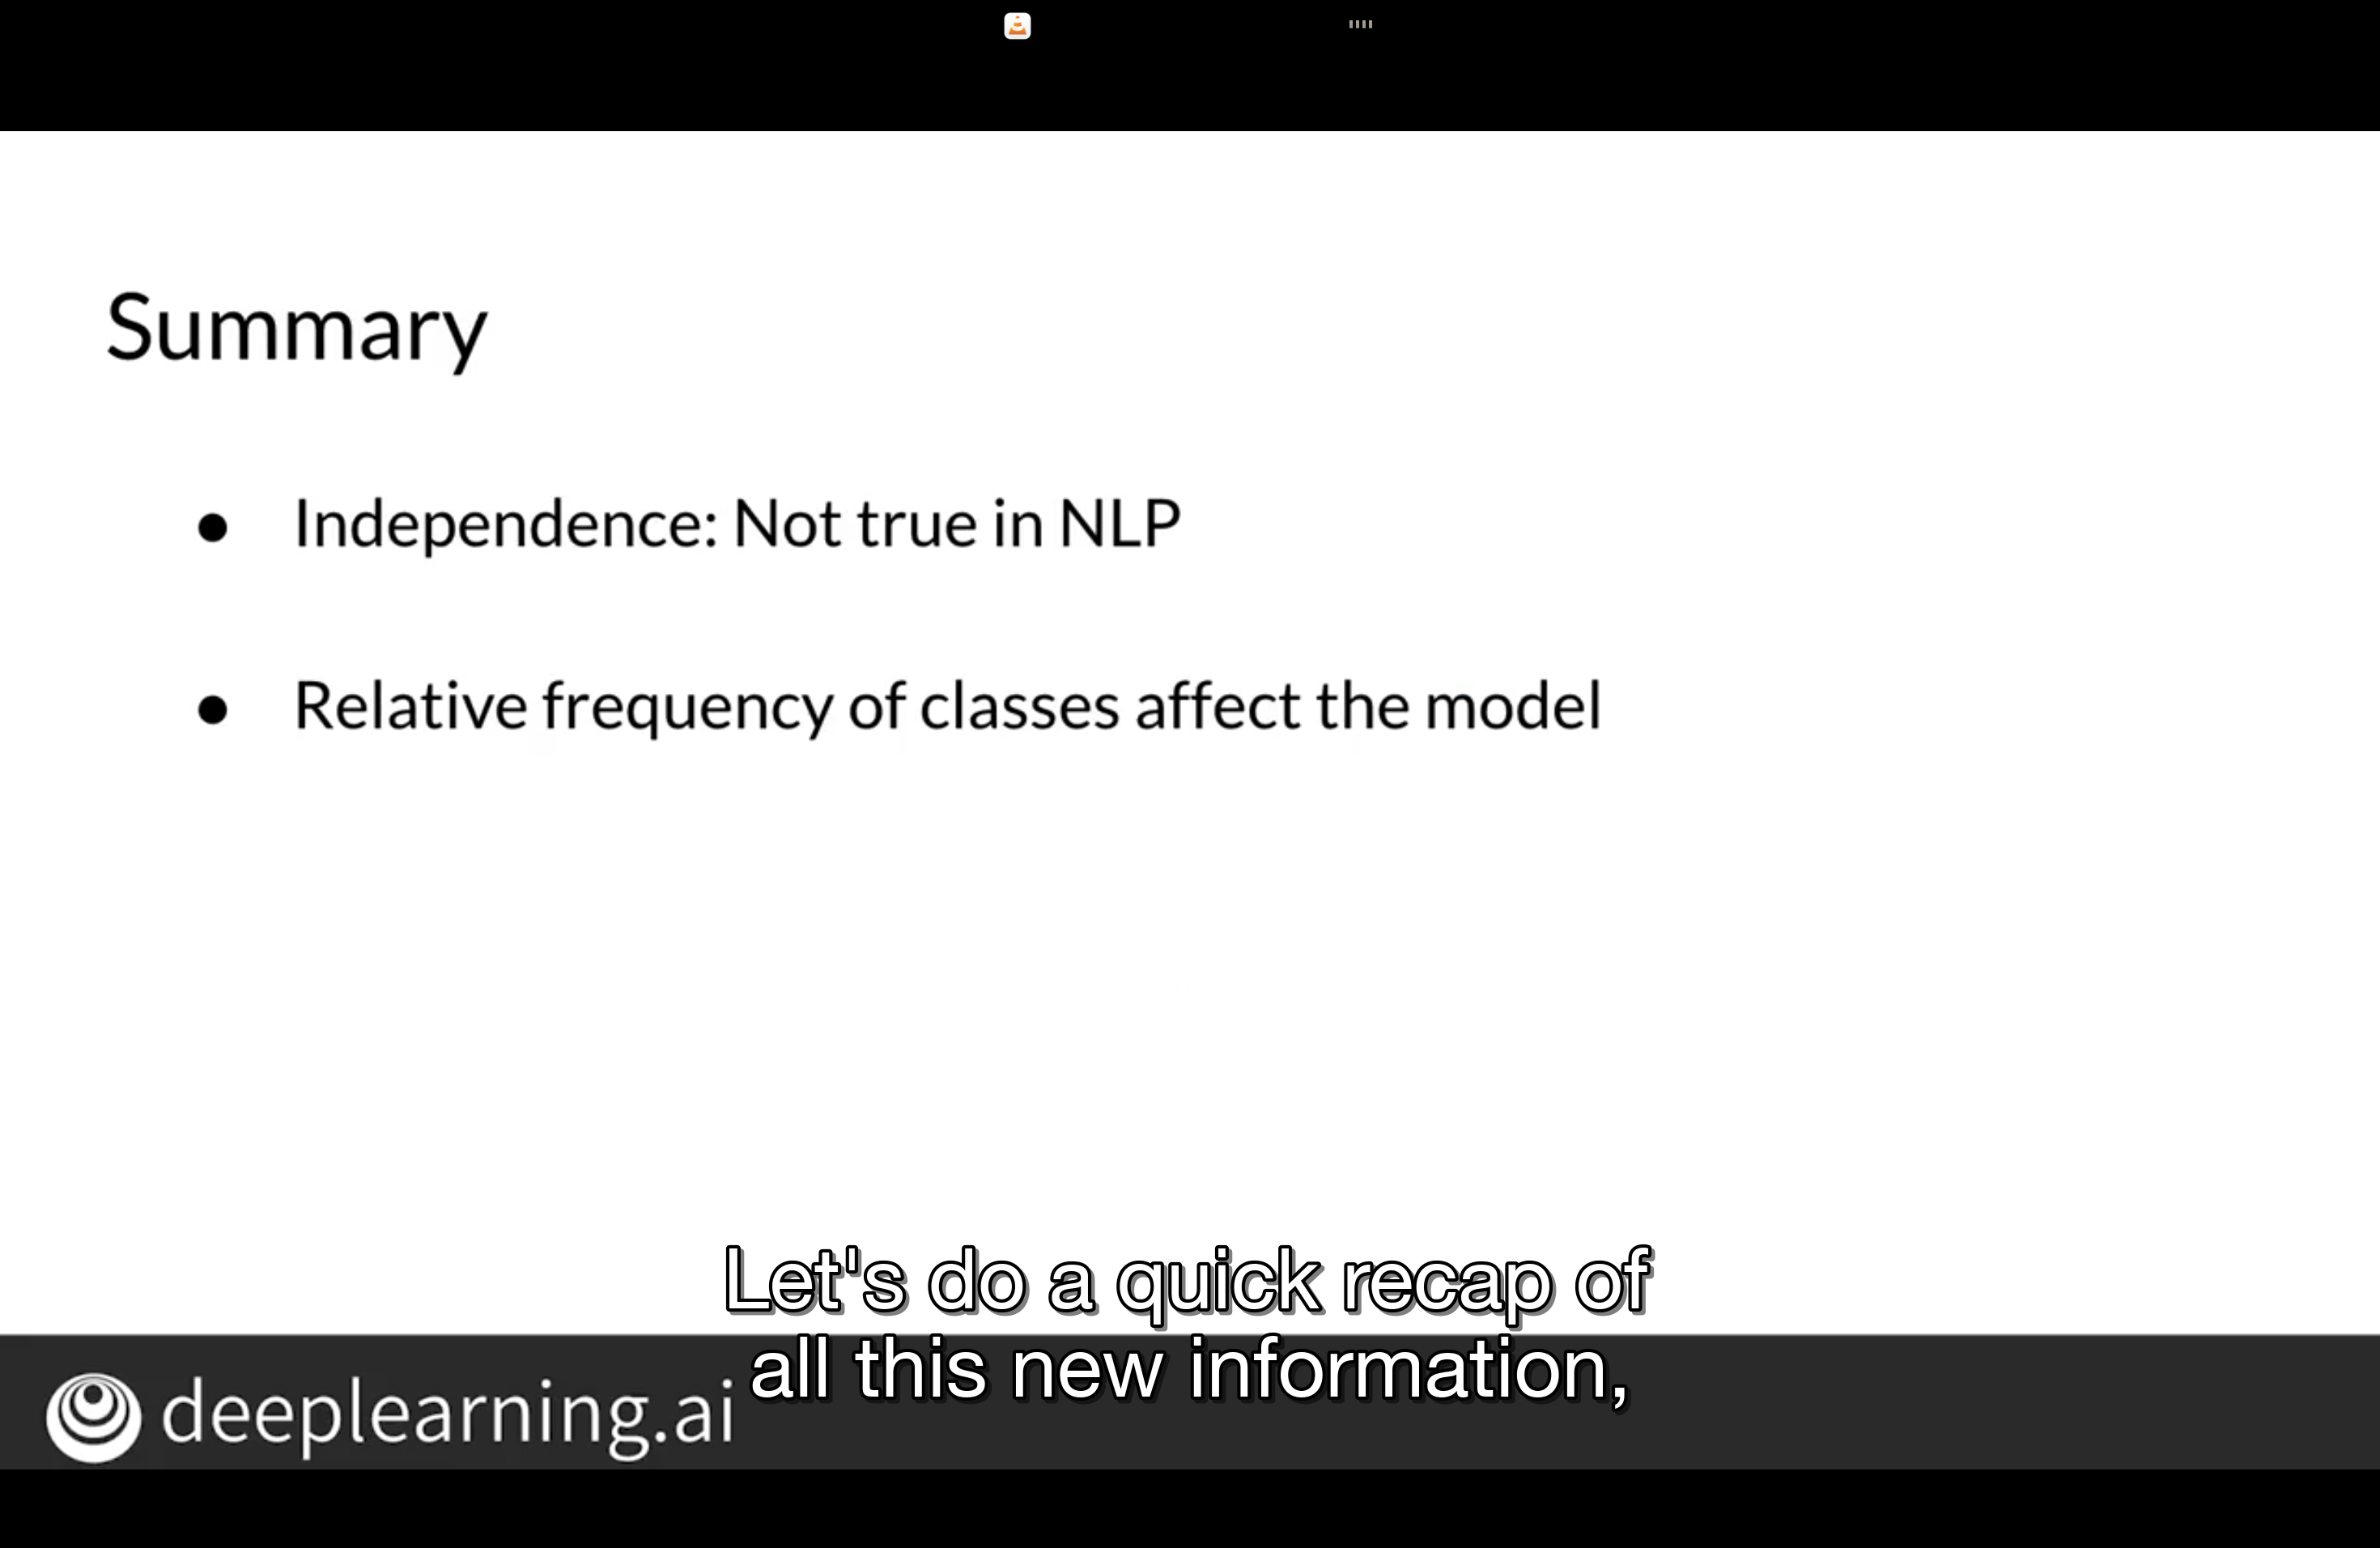 Summary
● Independence: Not true in NLP
● Relative frequency of classes affect the model
Let's do a quick recap of
all this new information,
deeplearning.ai